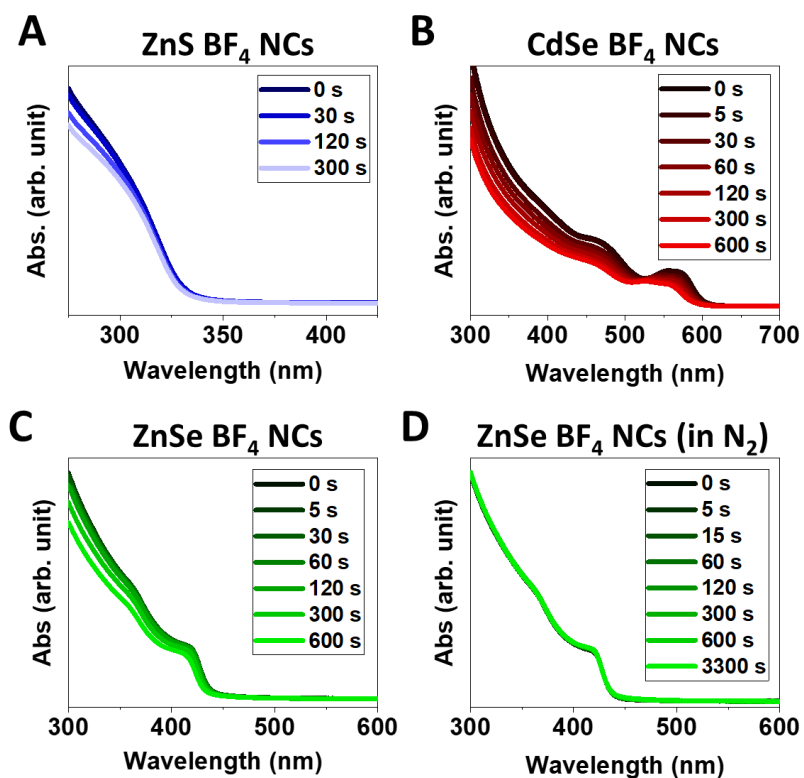 A
ZnS BF₄ NCs
0 s
30 s
120 s
300 s
Abs. (arb. unit)
300
350
400
Wavelength (nm)
B
CdSe BF₄ NCs
0 s
5 s
30 s
60 s
120 s
300 s
600 s
Abs. (arb. unit)
300
400
500
600
700
Wavelength (nm)
C
ZnSe BF₄ NCs
0 s
5 s
30 s
60 s
120 s
300 s
600 s
Abs (arb. unit)
300
400
500
600
Wavelength (nm)
D
ZnSe BF₄ NCs (in N₂)
0 s
5 s
15 s
60 s
120 s
300 s
600 s
3300 s
Abs (arb. unit)
300
400
500
600
Wavelength (nm)